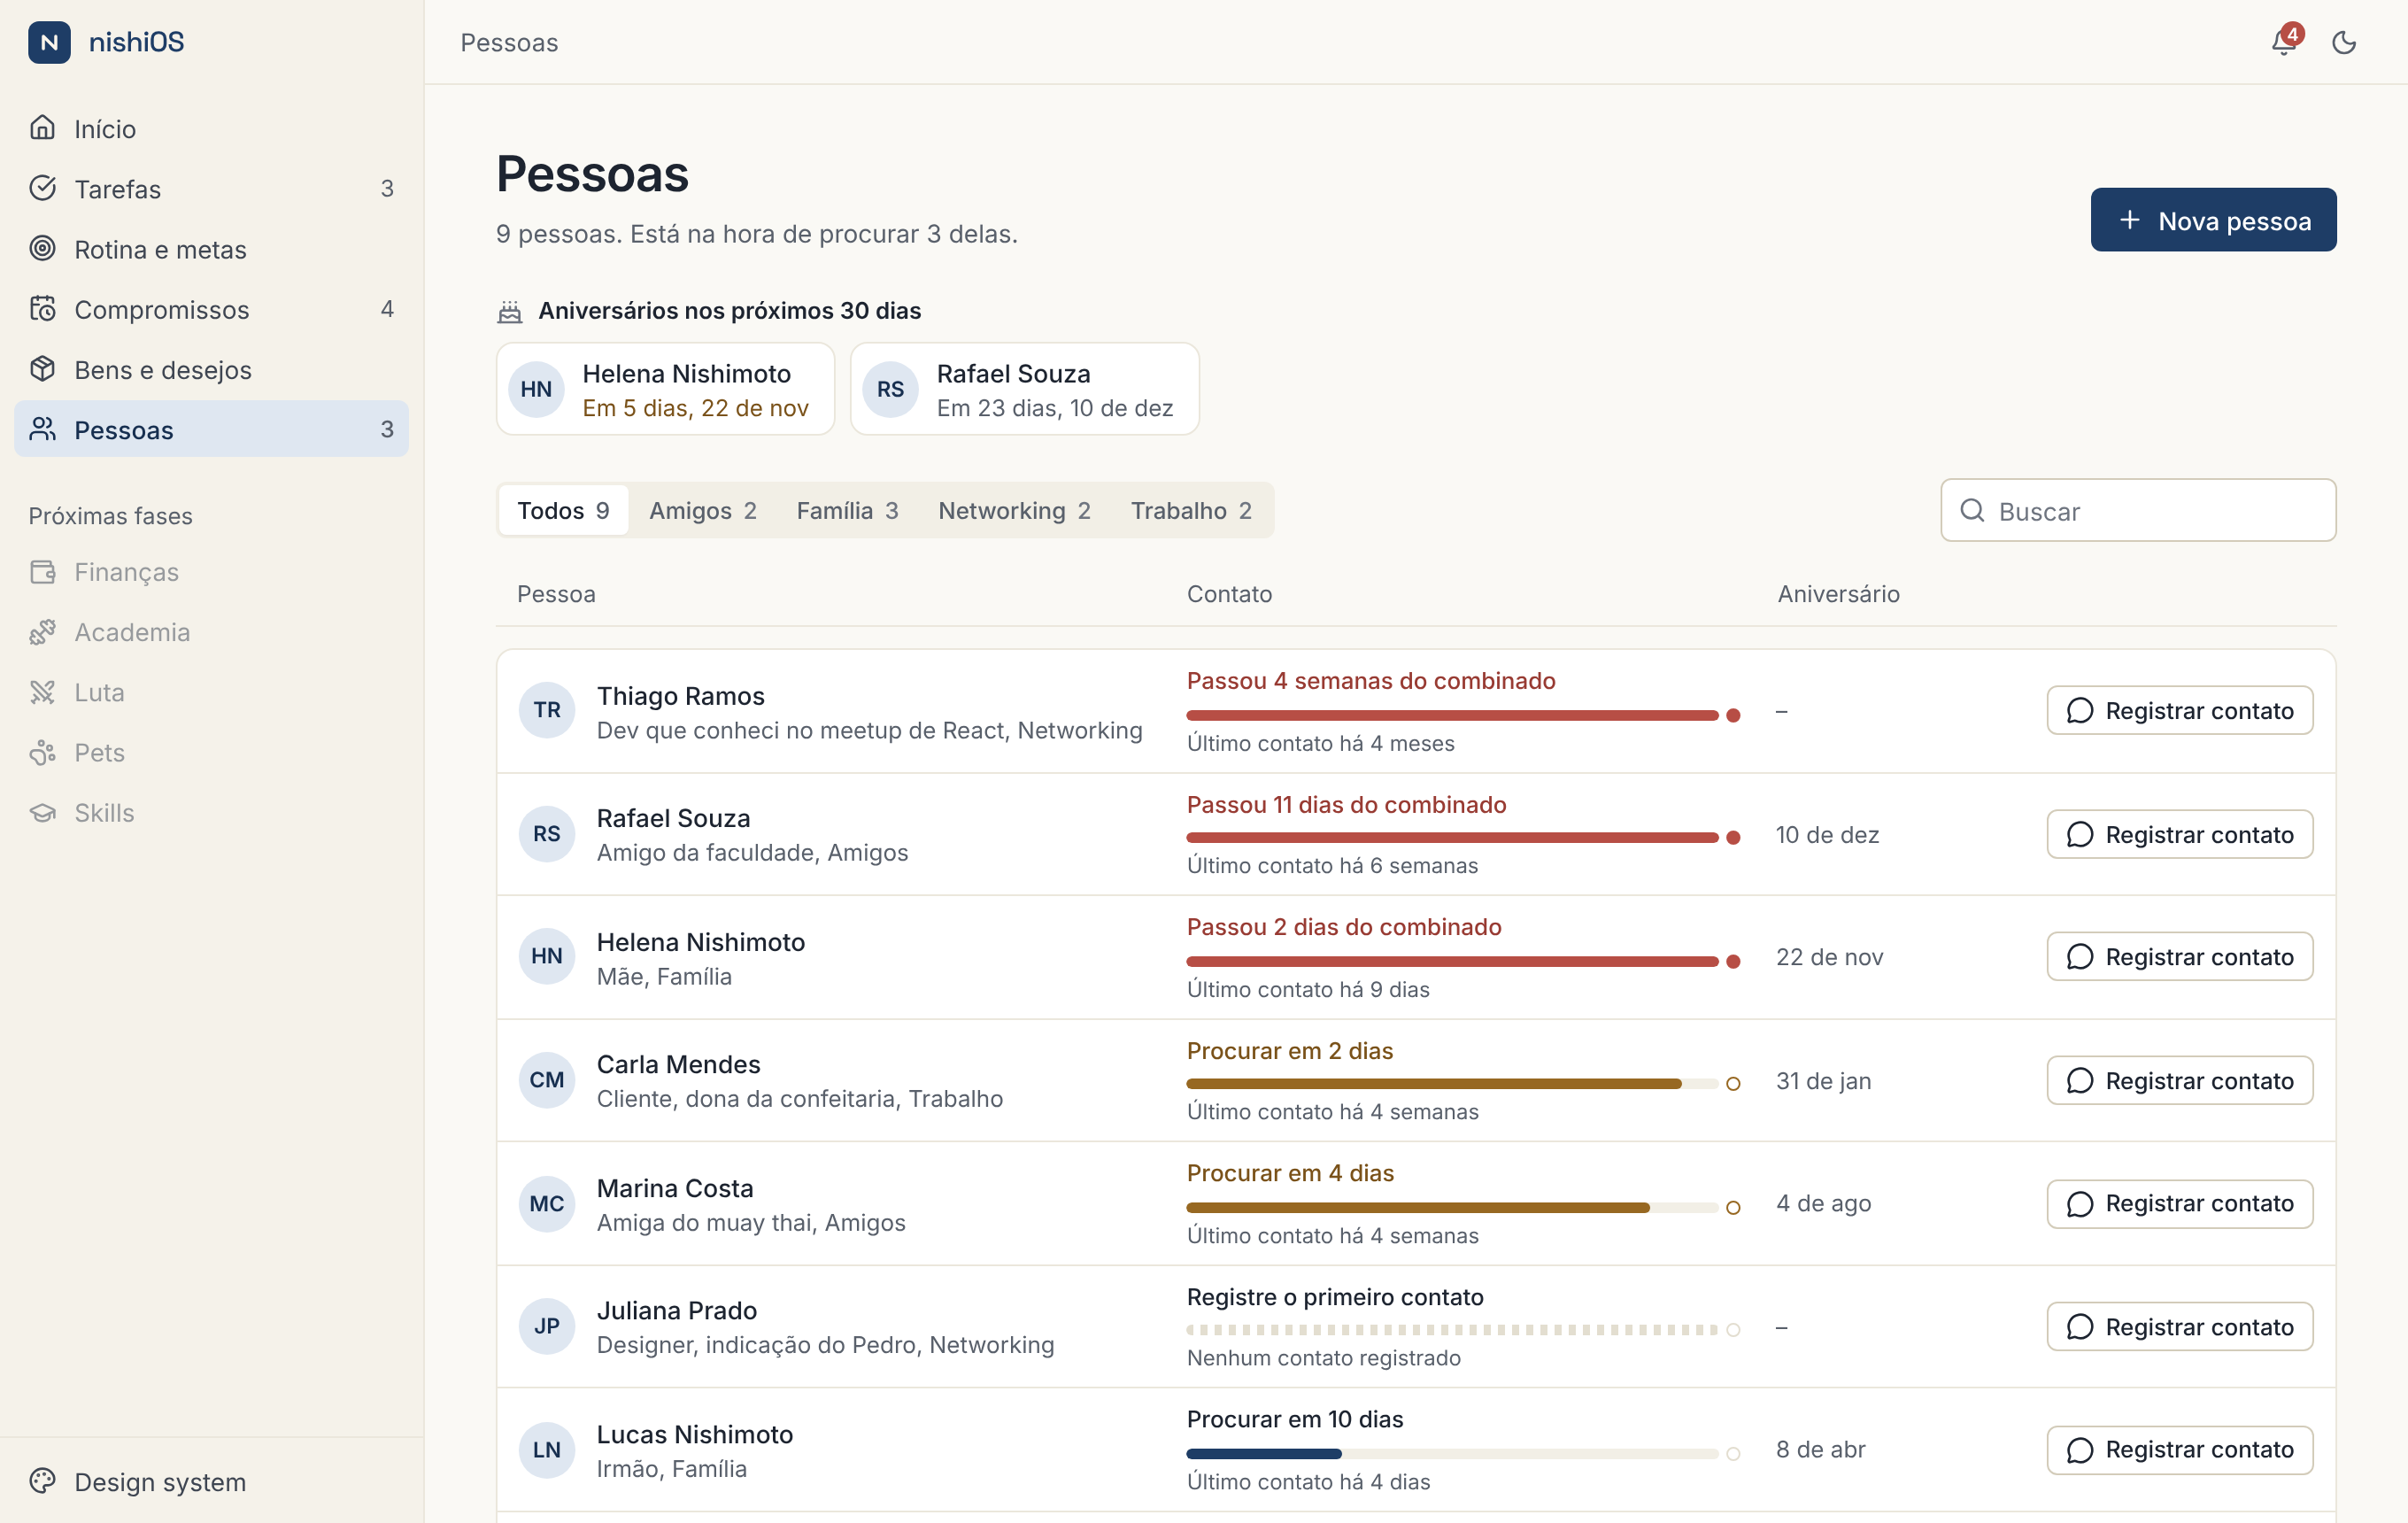 N nishiOS
Início
Tarefas 3
Rotina e metas
Compromissos 4
Bens e desejos
Pessoas 3
Próximas fases
Finanças
Academia
Luta
Pets
Skills
Design system
Pessoas
4
Pessoas
9 pessoas. Está na hora de procurar 3 delas.
+ Nova pessoa
Aniversários nos próximos 30 dias
HN
Helena Nishimoto
Em 5 dias, 22 de nov
RS
Rafael Souza
Em 23 dias, 10 de dez
Todos 9 Amigos 2 Família 3 Networking 2 Trabalho 2
Buscar
Pessoa Contato Aniversário
TR
Thiago Ramos
Dev que conheci no meetup de React, Networking
Passou 4 semanas do combinado
Último contato há 4 meses
–
Registrar contato
RS
Rafael Souza
Amigo da faculdade, Amigos
Passou 11 dias do combinado
Último contato há 6 semanas
10 de dez
Registrar contato
HN
Helena Nishimoto
Mãe, Família
Passou 2 dias do combinado
Último contato há 9 dias
22 de nov
Registrar contato
CM
Carla Mendes
Cliente, dona da confeitaria, Trabalho
Procurar em 2 dias
Último contato há 4 semanas
31 de jan
Registrar contato
MC
Marina Costa
Amiga do muay thai, Amigos
Procurar em 4 dias
Último contato há 4 semanas
4 de ago
Registrar contato
JP
Juliana Prado
Designer, indicação do Pedro, Networking
Registre o primeiro contato
Nenhum contato registrado
–
Registrar contato
LN
Lucas Nishimoto
Irmão, Família
Procurar em 10 dias
Último contato há 4 dias
8 de abr
Registrar contato